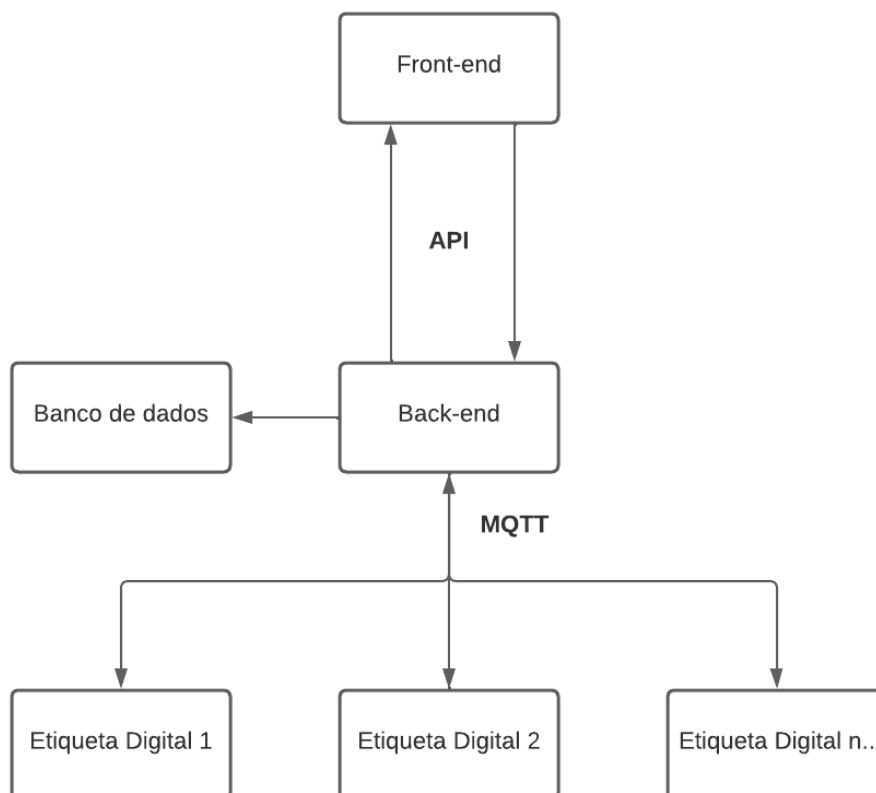 Front-end
API
Banco de dados
Back-end
MQTT
Etiqueta Digital 1
Etiqueta Digital 2
Etiqueta Digital n..